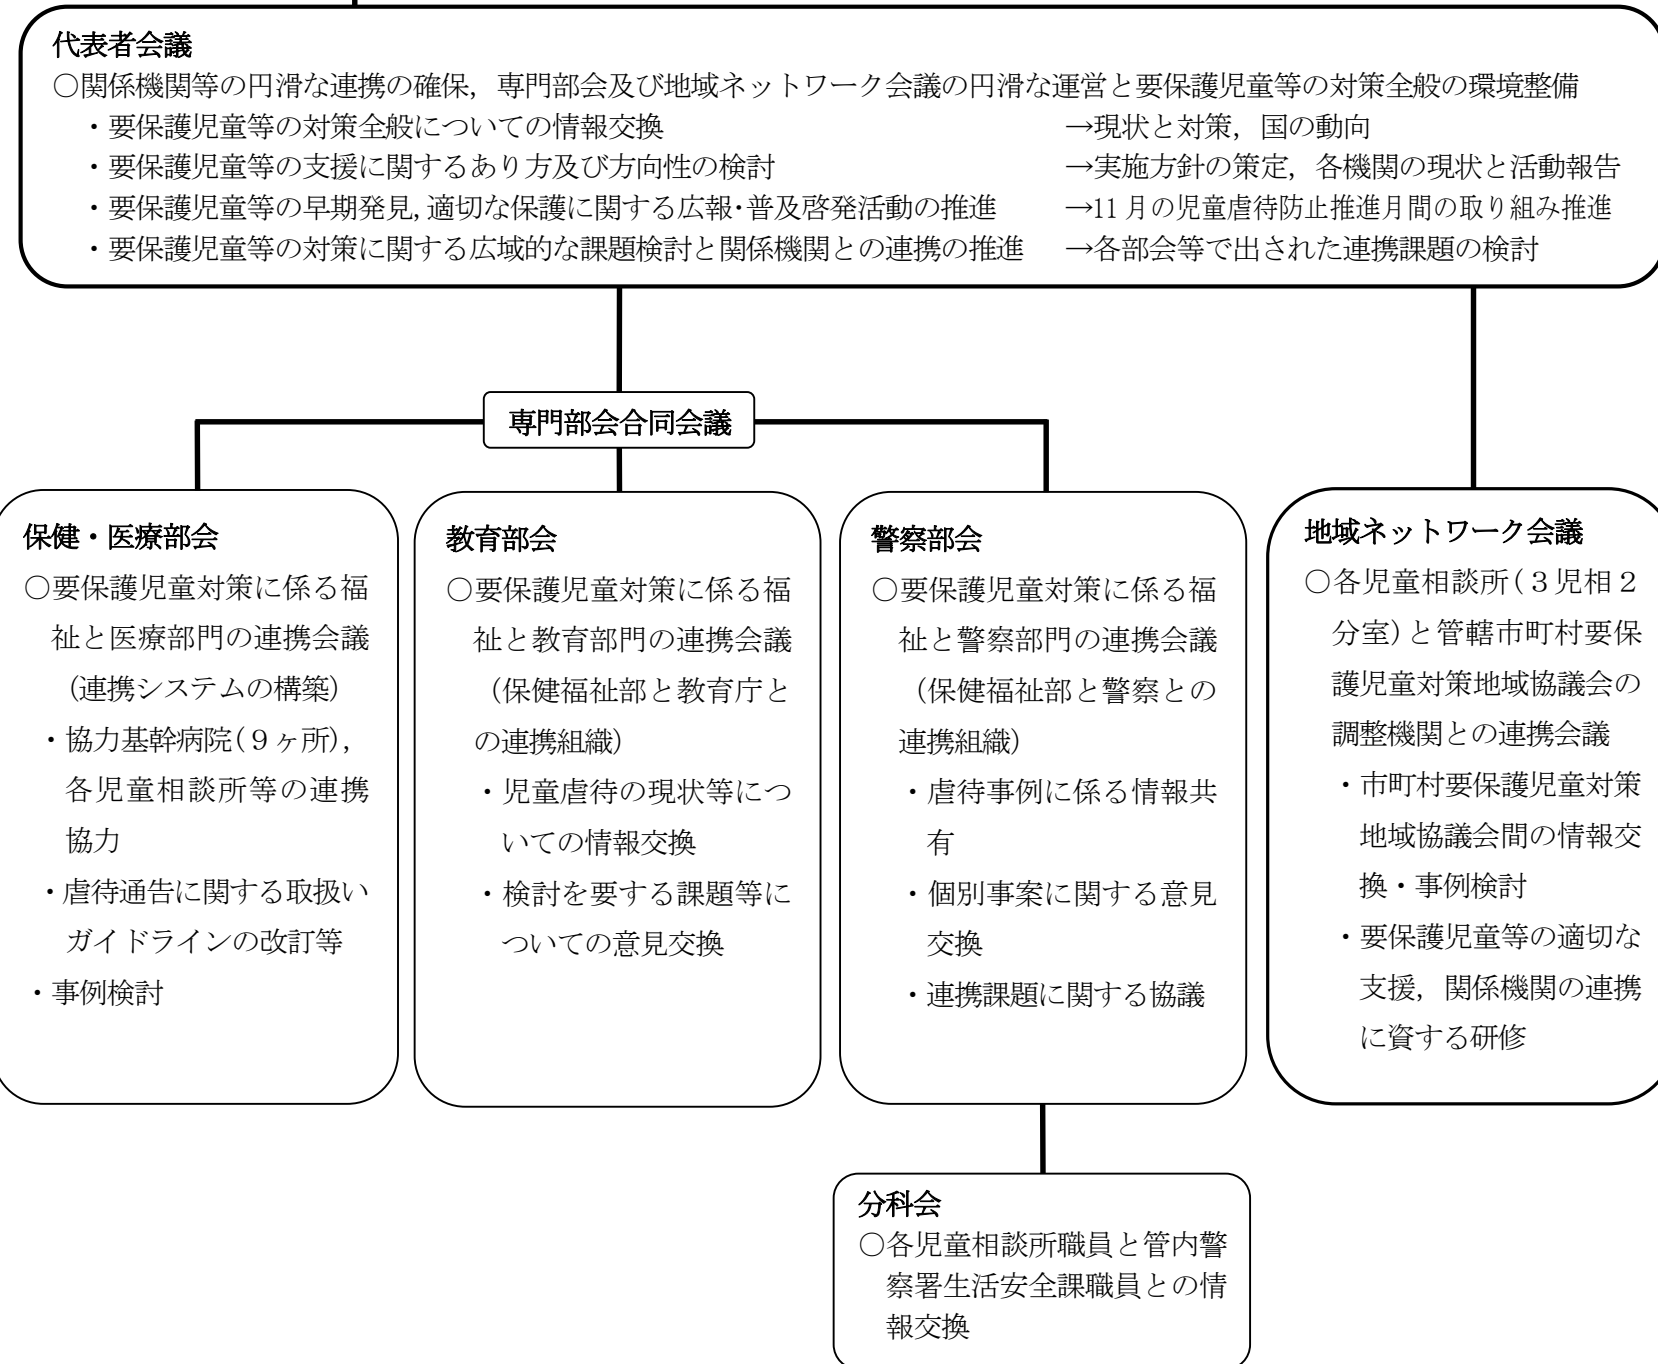 代表者会議
○関係機関等の円滑な連携の確保，専門部会及び地域ネットワーク会議の円滑な運営と要保護児童等の対策全般の環境整備
・要保護児童等の対策全般についての情報交換　→現状と対策，国の動向
・要保護児童等の支援に関するあり方及び方向性の検討　→実施方針の策定，各機関の現状と活動報告
・要保護児童等の早期発見，適切な保護に関する広報・普及啓発活動の推進　→11月の児童虐待防止推進月間の取り組み推進
・要保護児童等の対策に関する広域的な課題検討と関係機関との連携の推進　→各部会等で出された連携課題の検討
専門部会合同会議
保健・医療部会
○要保護児童対策に係る福
祉と医療部門の連携会議
（連携システムの構築）
・協力基幹病院(９ヶ所)，
各児童相談所等の連携
協力
・虐待通告に関する取扱い
ガイドラインの改訂等
・事例検討
教育部会
○要保護児童対策に係る福
祉と教育部門の連携会議
（保健福祉部と教育庁と
の連携組織）
・児童虐待の現状等につ
いての情報交換
・検討を要する課題等に
ついての意見交換
警察部会
○要保護児童対策に係る福
祉と警察部門の連携会議
（保健福祉部と警察との
連携組織）
・虐待事例に係る情報共
有
・個別事案に関する意見
交換
・連携課題に関する協議
地域ネットワーク会議
○各児童相談所(３児相２
分室)と管轄市町村要保
護児童対策地域協議会の
調整機関との連携会議
・市町村要保護児童対策
地域協議会間の情報交
換・事例検討
・要保護児童等の適切な
支援，関係機関の連携
に資する研修
分科会
○各児童相談所職員と管内警
察署生活安全課職員との情
報交換